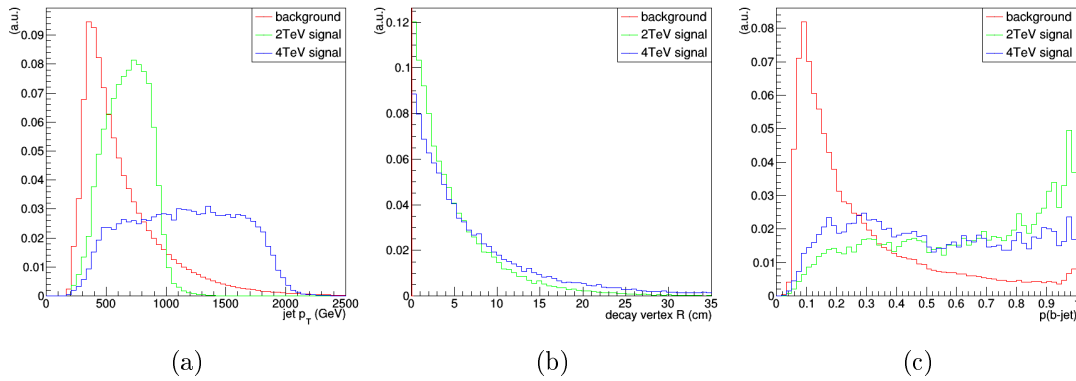 (a.u.)
0.09
0.08
0.07
0.06
0.05
0.04
0.03
0.02
0.01
0
0 500 1000 1500 2000 2500
jet p_T (GeV)
background
2TeV signal
4TeV signal
(a)
(a.u.)
0.12
0.1
0.08
0.06
0.04
0.02
0
0 5 10 15 20 25 30 35
decay vertex R (cm)
background
2TeV signal
4TeV signal
(b)
(a.u.)
0.08
0.07
0.06
0.05
0.04
0.03
0.02
0.01
0
0 0.1 0.2 0.3 0.4 0.5 0.6 0.7 0.8 0.9 1
p(b-jet)
background
2TeV signal
4TeV signal
(c)